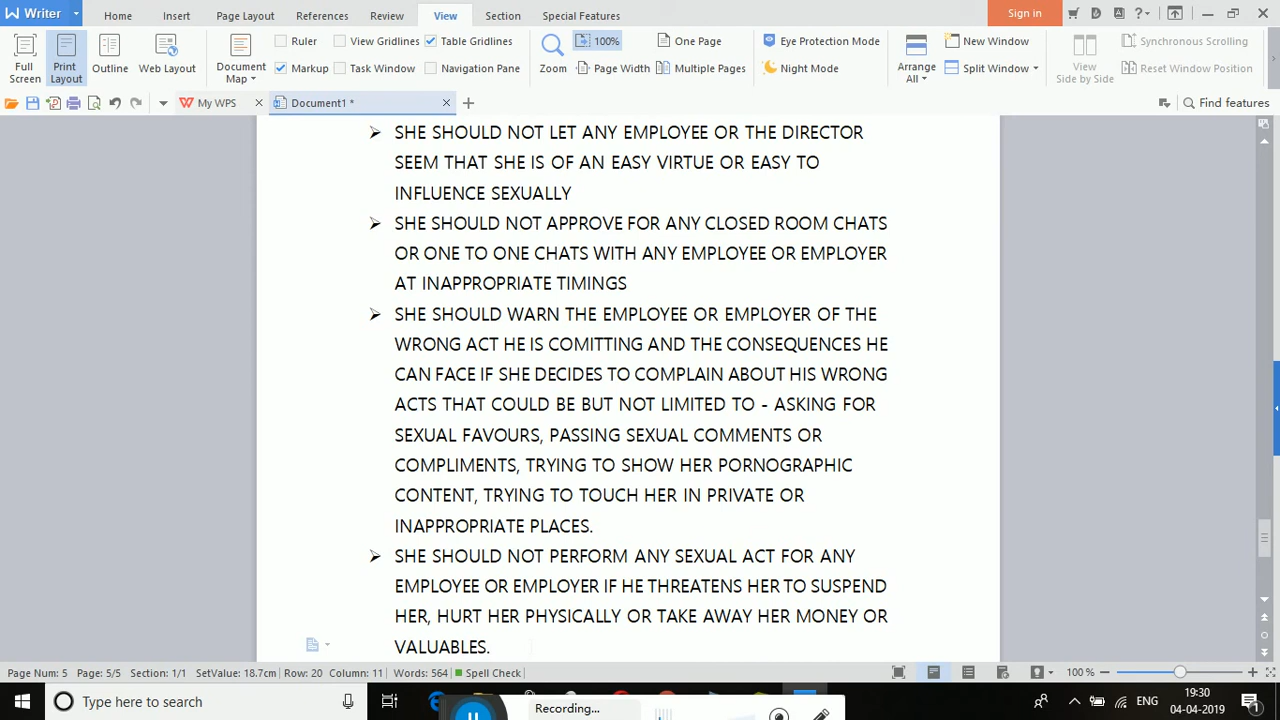 Writer Home Insert Page Layout References Review View Section Special Features Sign in
Full Screen Print Layout Outline Web Layout Document Map Ruler View Gridlines Table Gridlines Markup Task Window Navigation Pane Zoom 100% One Page Page Width Multiple Pages Eye Protection Mode Night Mode Arrange All New Window Split Window View Side by Side Synchronous Scrolling Reset Window Position
My WPS Document1 * Find features
SHE SHOULD NOT LET ANY EMPLOYEE OR THE DIRECTOR
SEEM THAT SHE IS OF AN EASY VIRTUE OR EASY TO
INFLUENCE SEXUALLY
SHE SHOULD NOT APPROVE FOR ANY CLOSED ROOM CHATS
OR ONE TO ONE CHATS WITH ANY EMPLOYEE OR EMPLOYER
AT INAPPROPRIATE TIMINGS
SHE SHOULD WARN THE EMPLOYEE OR EMPLOYER OF THE
WRONG ACT HE IS COMITTING AND THE CONSEQUENCES HE
CAN FACE IF SHE DECIDES TO COMPLAIN ABOUT HIS WRONG
ACTS THAT COULD BE BUT NOT LIMITED TO - ASKING FOR
SEXUAL FAVOURS, PASSING SEXUAL COMMENTS OR
COMPLIMENTS, TRYING TO SHOW HER PORNOGRAPHIC
CONTENT, TRYING TO TOUCH HER IN PRIVATE OR
INAPPROPRIATE PLACES.
SHE SHOULD NOT PERFORM ANY SEXUAL ACT FOR ANY
EMPLOYEE OR EMPLOYER IF HE THREATENS HER TO SUSPEND
HER, HURT HER PHYSICALLY OR TAKE AWAY HER MONEY OR
VALUABLES.
Page Num: 5 Page: 5/5 Section: 1/1 SetValue: 18.7cm Row: 20 Column: 11 Words: 564 Spell Check 100 %
Type here to search Recording... ENG 19:30
04-04-2019